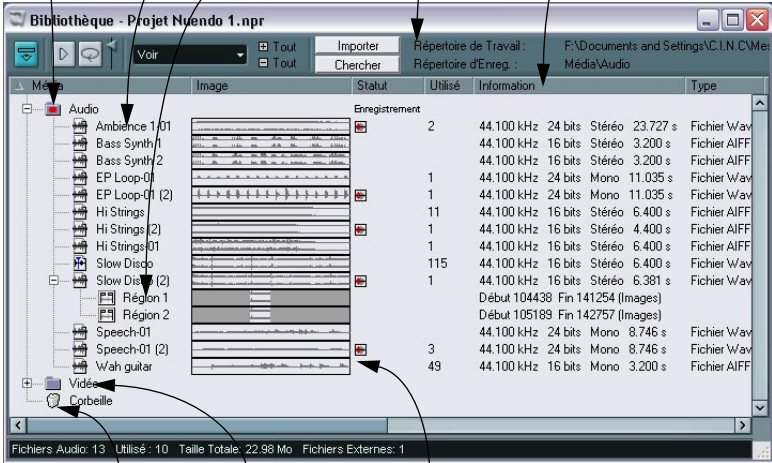 Bibliothèque - Projet Nuendo 1.npr
Voir
Tout
Tout
Importer
Chercher
Répertoire de Travail : F:\Documents and Settings\C.I.N.C\Mes
Répertoire d'Enreg. : Média\Audio
Média Image Statut Utilisé Information Type
Audio Enregistrement
Ambience 1-01 2 44.100 kHz 24 bits Stéréo 23.727 s Fichier Wav
Bass Synth 1 44.100 kHz 16 bits Stéréo 3.200 s Fichier AIFF
Bass Synth 2 44.100 kHz 16 bits Stéréo 3.200 s Fichier AIFF
EP Loop-01 1 44.100 kHz 24 bits Mono 11.035 s Fichier Wav
EP Loop-01 (2) 1 44.100 kHz 24 bits Mono 11.035 s Fichier Wav
Hi Strings 11 44.100 kHz 16 bits Stéréo 6.400 s Fichier AIFF
Hi Strings (2) 1 44.100 kHz 16 bits Stéréo 4.400 s Fichier AIFF
Hi Strings-01 1 44.100 kHz 16 bits Stéréo 6.400 s Fichier AIFF
Slow Disco 115 44.100 kHz 16 bits Stéréo 6.400 s Fichier AIFF
Slow Disco (2) 1 44.100 kHz 16 bits Stéréo 6.381 s Fichier Wav
Région 1 Début 104438 Fin 141254 (Images)
Région 2 Début 105189 Fin 142757 (Images)
Speech-01 44.100 kHz 24 bits Mono 8.746 s Fichier Wav
Speech-01 (2) 3 44.100 kHz 24 bits Mono 8.746 s Fichier Wav
Wah guitar 49 44.100 kHz 16 bits Mono 3.200 s Fichier AIFF
Vidéo
Corbeille
Fichiers Audio: 13 Utilisé : 10 Taille Totale: 22.98 Mo Fichiers Externes: 1